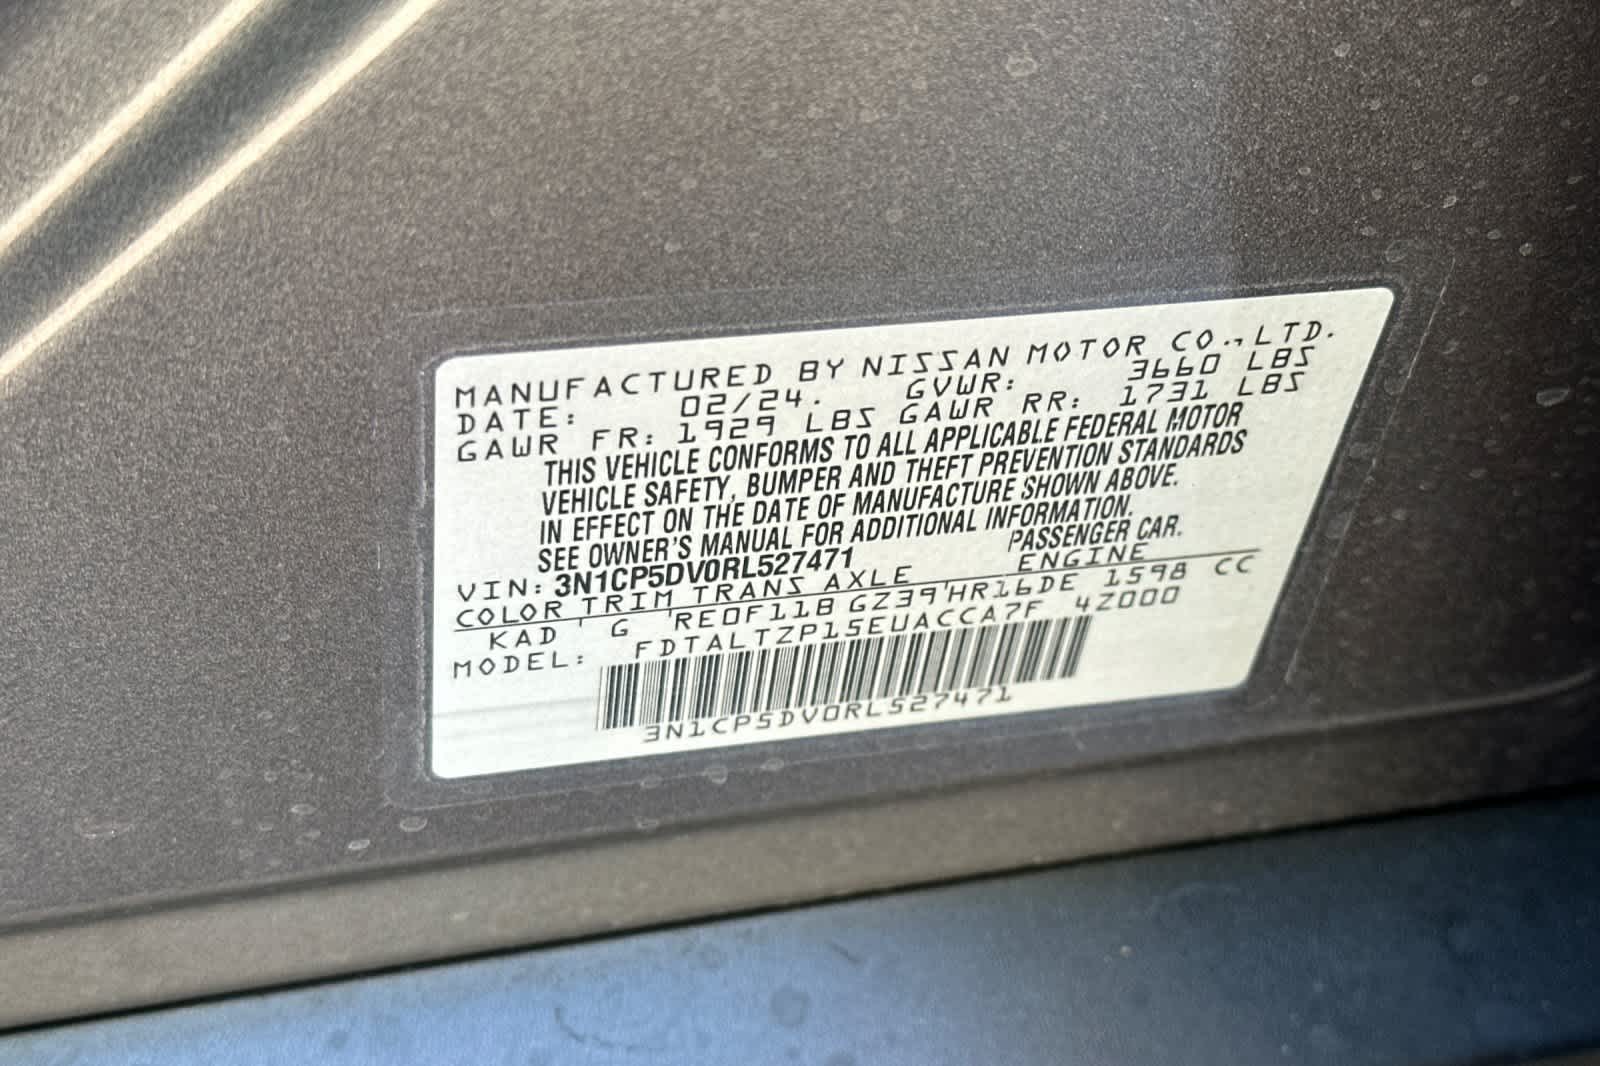 MANUFACTURED BY NISSAN MOTOR CO., LTD.
DATE: 02/24. GVWR: 3660 LBS
GAWR FR: 1929 LBS GAWR RR: 1731 LBS
THIS VEHICLE CONFORMS TO ALL APPLICABLE FEDERAL MOTOR
VEHICLE SAFETY, BUMPER AND THEFT PREVENTION STANDARDS
IN EFFECT ON THE DATE OF MANUFACTURE SHOWN ABOVE.
SEE OWNER'S MANUAL FOR ADDITIONAL INFORMATION.
VIN: 3N1CP5DV0RL527471 PASSENGER CAR.
COLOR TRIM TRANS AXLE ENGINE
KAD G RE0F11B GZ39 HR16DE 1598 CC
MODEL: FDTALTZP15EUACCA7F 4Z000
3N1CP5DV0RL527471